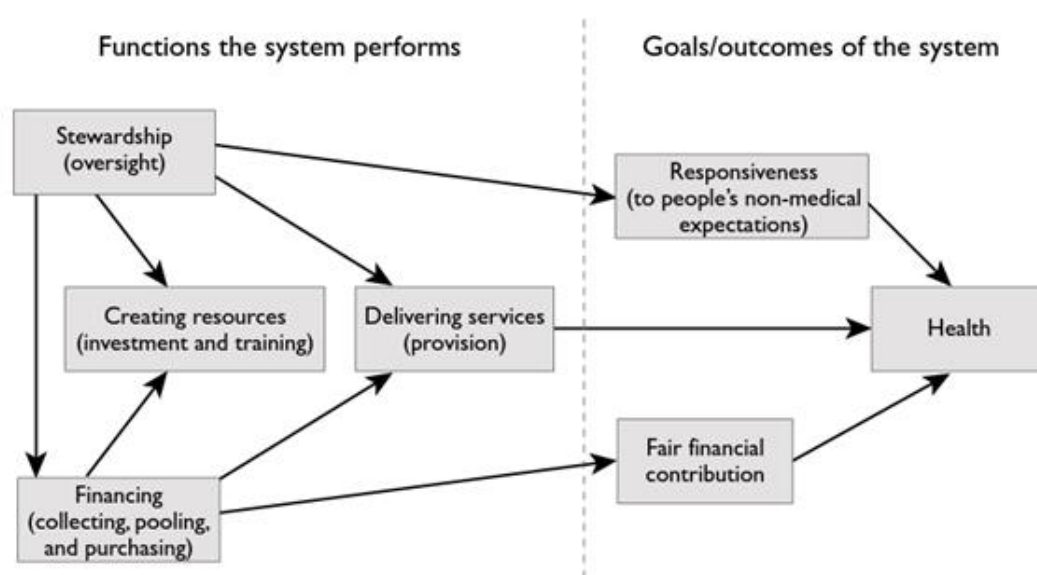 Functions the system performs
Goals/outcomes of the system
Stewardship
(oversight)
Responsiveness
(to people's non-medical
expectations)
Creating resources
(investment and training)
Delivering services
(provision)
Health
Fair financial
contribution
Financing
(collecting, pooling,
and purchasing)